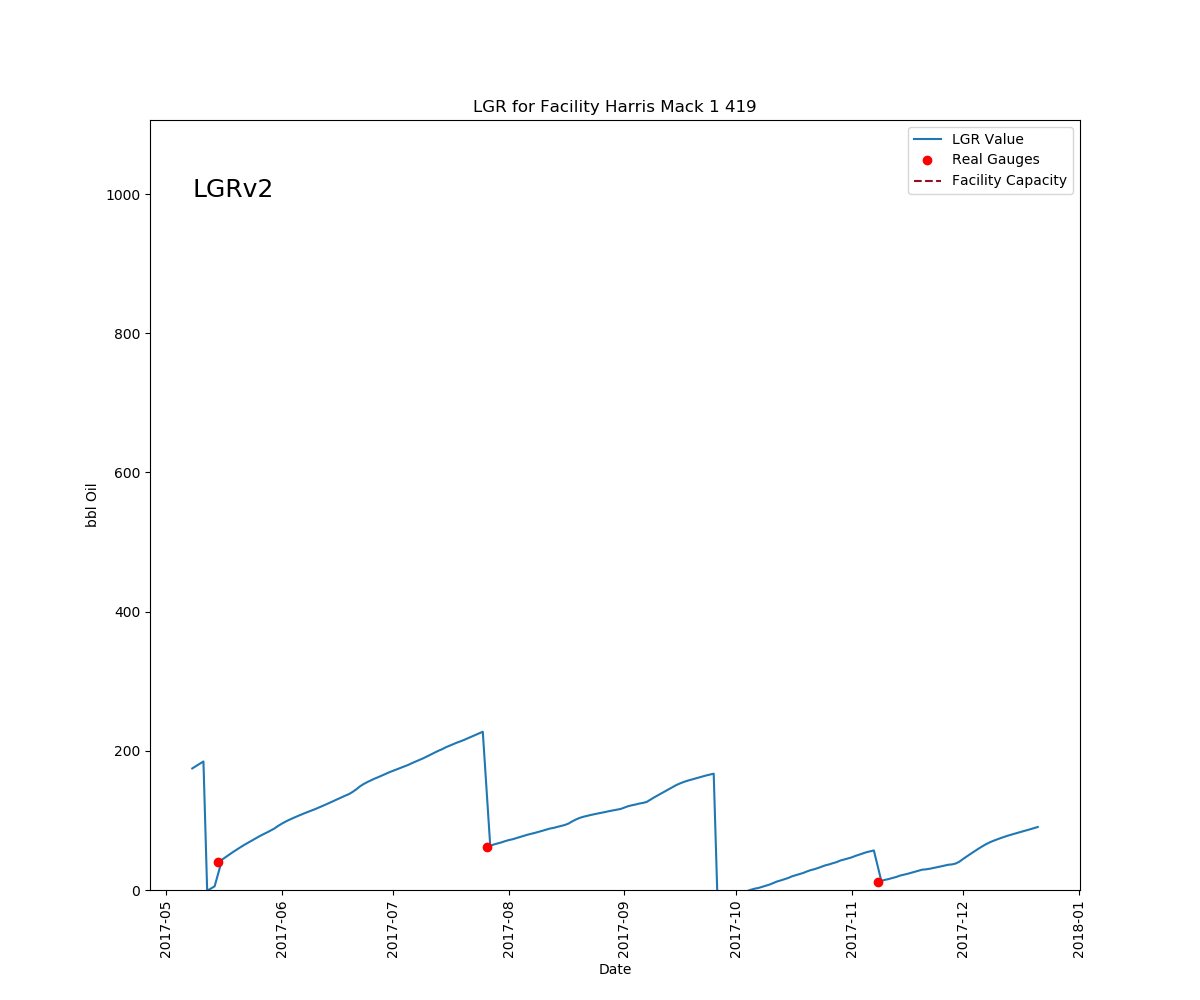 LGR for Facility Harris Mack 1 419
LGRv2
LGR Value
Real Gauges
Facility Capacity
1000
800
600
400
200
0
bbl Oil
2017-05
2017-06
2017-07
2017-08
2017-09
2017-10
2017-11
2017-12
2018-01
Date